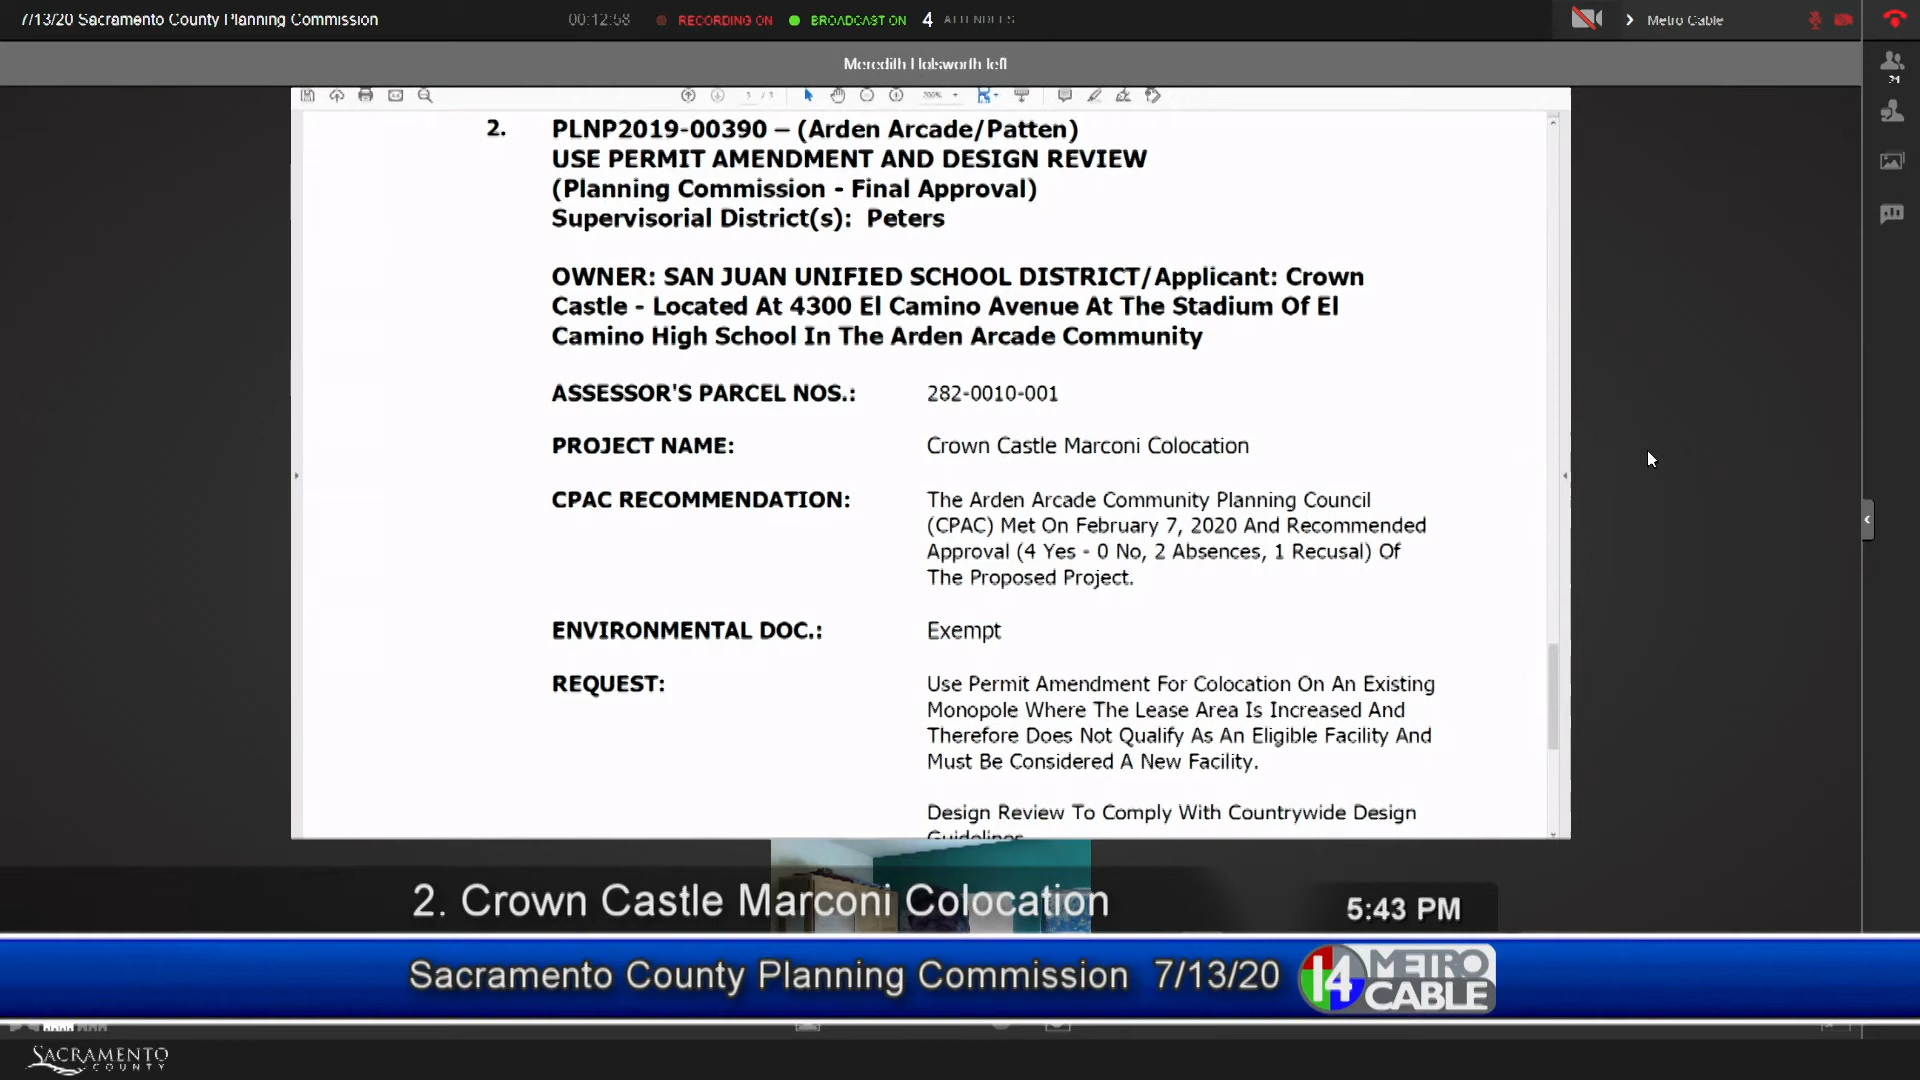 7/13/20 Sacramento County Planning Commission
00:12:58
RECORDING ON
BROADCAST ON
4 ATTENDEES
Metro Cable
left
2. PLNP2019-00390 – (Arden Arcade/Patten)
USE PERMIT AMENDMENT AND DESIGN REVIEW
(Planning Commission - Final Approval)
Supervisorial District(s): Peters
OWNER: SAN JUAN UNIFIED SCHOOL DISTRICT/Applicant: Crown
Castle - Located At 4300 El Camino Avenue At The Stadium Of El
Camino High School In The Arden Arcade Community
ASSESSOR'S PARCEL NOS.: 282-0010-001
PROJECT NAME: Crown Castle Marconi Colocation
CPAC RECOMMENDATION: The Arden Arcade Community Planning Council
(CPAC) Met On February 7, 2020 And Recommended
Approval (4 Yes - 0 No, 2 Absences, 1 Recusal) Of
The Proposed Project.
ENVIRONMENTAL DOC.: Exempt
REQUEST: Use Permit Amendment For Colocation On An Existing
Monopole Where The Lease Area Is Increased And
Therefore Does Not Qualify As An Eligible Facility And
Must Be Considered A New Facility.
Design Review To Comply With Countrywide Design
Guidelines
2. Crown Castle Marconi Colocation
5:43 PM
Sacramento County Planning Commission 7/13/20
14 METRO
CABLE
SACRAMENTO
COUNTY